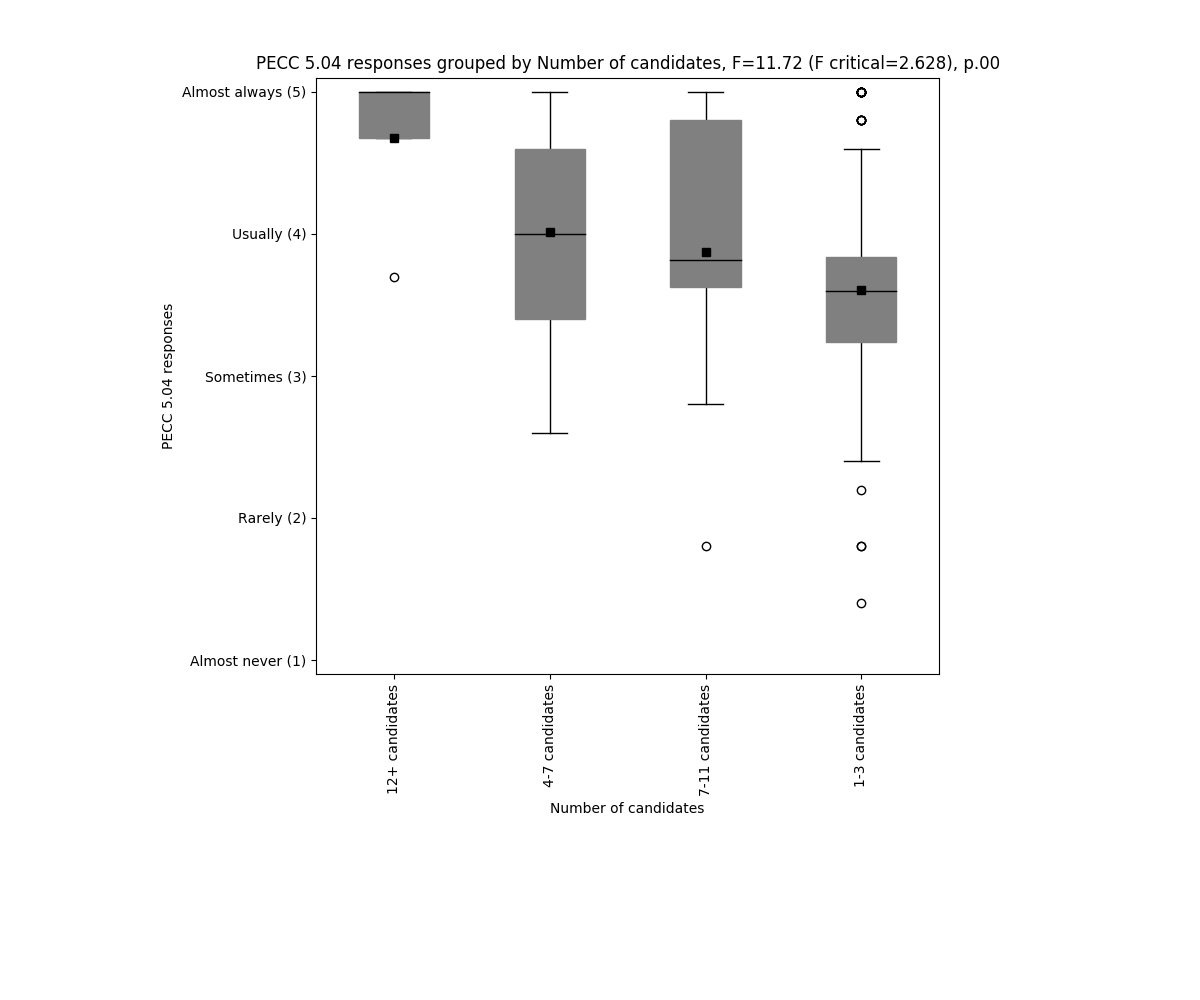 PECC 5.04 responses grouped by Number of candidates, F=11.72 (F critical=2.628), p.00
Almost always (5)
Usually (4)
Sometimes (3)
Rarely (2)
Almost never (1)
PECC 5.04 responses
12+ candidates
4-7 candidates
7-11 candidates
1-3 candidates
Number of candidates